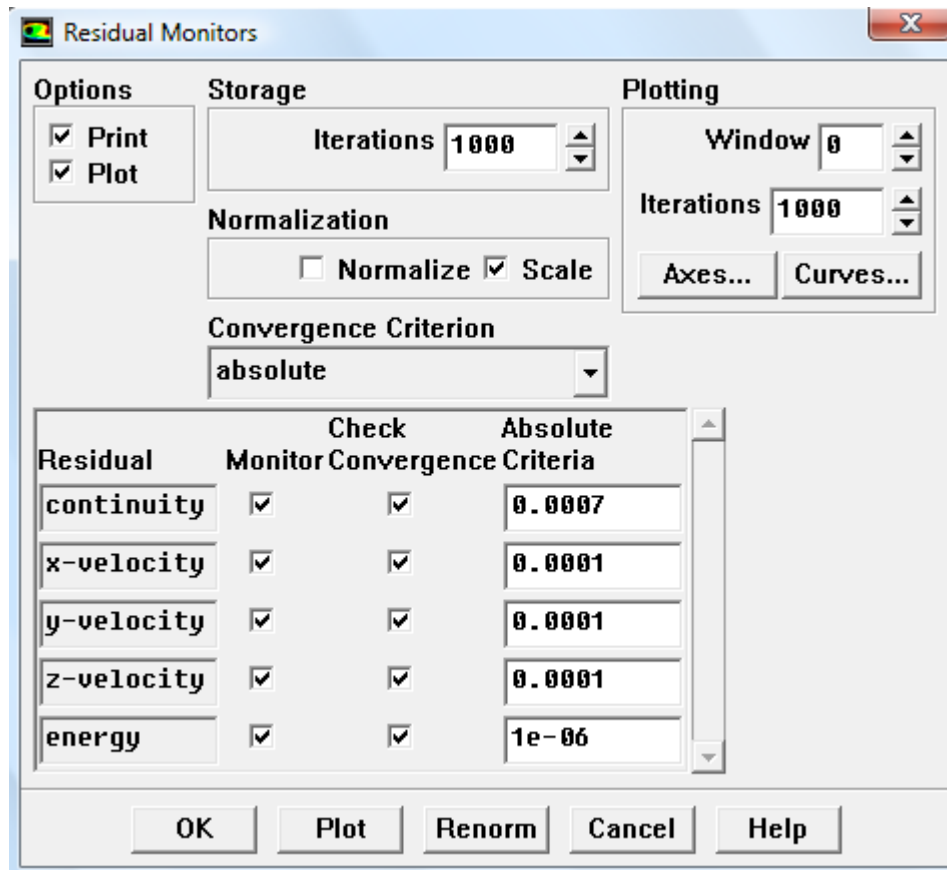 Residual Monitors
Options
Print
Plot
Storage
Iterations 1000
Normalization
Normalize Scale
Convergence Criterion
absolute
Plotting
Window 0
Iterations 1000
Axes... Curves...
Check Absolute
Residual Monitor Convergence Criteria
continuity 0.0007
x-velocity 0.0001
y-velocity 0.0001
z-velocity 0.0001
energy 1e-06
OK Plot Renorm Cancel Help